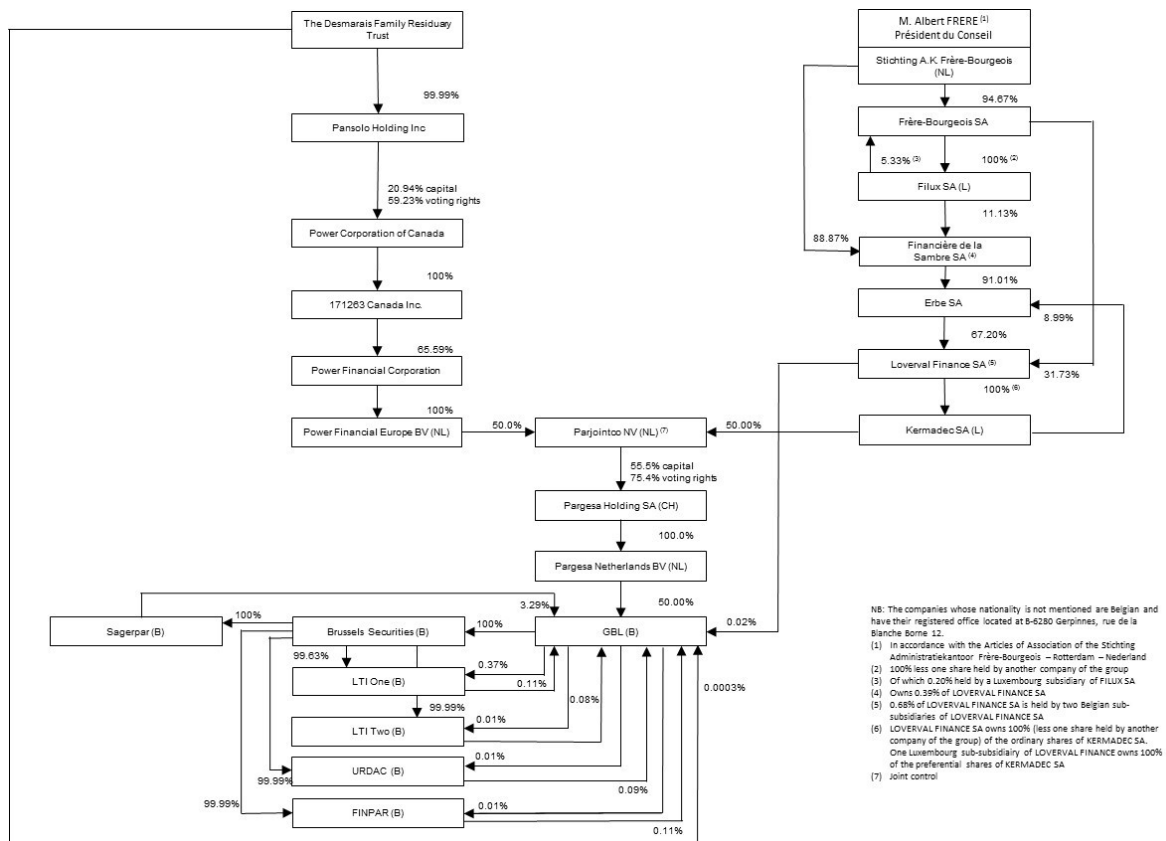 The Desmarais Family Residuary
Trust
99.99%
Pansolo Holding Inc
20.94% capital
59.23% voting rights
Power Corporation of Canada
100%
171263 Canada Inc.
65.59%
Power Financial Corporation
100%
Power Financial Europe BV (NL)
50.0%
M. Albert FRERE (1)
Président du Conseil
Stichting A.K. Frère-Bourgeois
(NL)
94.67%
Frère-Bourgeois SA
5.33% (3)
100% (2)
Filux SA (L)
11.13%
88.87%
Financière de la
Sambre SA (4)
91.01%
Erbe SA
8.99%
67.20%
Loverval Finance SA (5)
31.73%
100% (6)
Kermadec SA (L)
50.00%
Parjointco NV (NL) (7)
55.5% capital
75.4% voting rights
Pargesa Holding SA (CH)
100.0%
Pargesa Netherlands BV (NL)
50.00%
3.29%
Sagerpar (B)
100%
Brussels Securities (B)
100%
GBL (B)
0.02%
99.63%
0.37%
LTI One (B)
0.11%
0.08%
0.0003%
99.99%
0.01%
LTI Two (B)
0.01%
URDAC (B)
99.99%
0.09%
99.99%
0.01%
FINPAR (B)
0.11%
NB: The companies whose nationality is not mentioned are Belgian and
have their registered office located at B-6280 Gerpinnes, rue de la
Blanche Borne 12.
(1) In accordance with the Articles of Association of the Stichting
Administratiekantoor Frère-Bourgeois – Rotterdam – Nederland
(2) 100% less one share held by another company of the group
(3) Of which 0.20% held by a Luxembourg subsidiary of FILUX SA
(4) Owns 0.39% of LOVERVAL FINANCE SA
(5) 0.68% of LOVERVAL FINANCE SA is held by two Belgian sub-
subsidiaries of LOVERVAL FINANCE SA
(6) LOVERVAL FINANCE SA owns 100% (less one share held by another
company of the group) of the ordinary shares of KERMADEC SA.
One Luxembourg sub-subsidiairy of LOVERVAL FINANCE owns 100%
of the preferential shares of KERMADEC SA
(7) Joint control